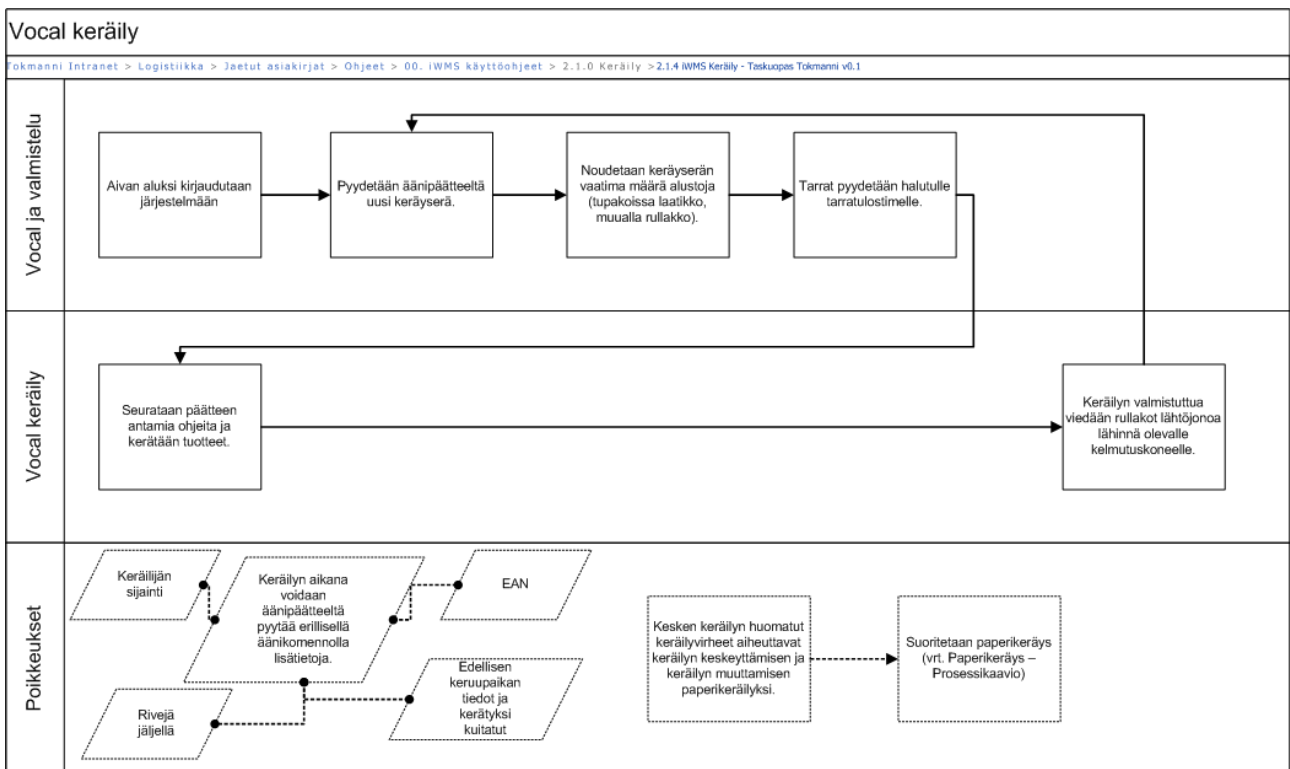 Vocal keräily
Tokmanni Intranet > Logistiikka > Jaetut asiakirjat > Ohjeet > 00. iWMS käyttöohjeet > 2.1.0 Keräily >2.1.4 iWMS Keräily - Taskuopas Tokmanni v0.1
Vocal ja valmistelu
Aivan aluksi kirjaudutaan
järjestelmään
Pyydetään äänipäätteeltä
uusi keräyserä.
Noudetaan keräyserän
vaatima määrä alustoja
(tupakoissa laatikko,
muualla rullakko).
Tarrat pyydetään halutulle
tarratulostimelle.
Vocal keräily
Seurataan päätteen
antamia ohjeita ja
kerätään tuotteet.
Keräilyn valmistuttua
viedään rullakot lähtöjonoa
lähinnä olevalle
kelmutuskoneelle.
Poikkeukset
Keräilijän
sijainti
Keräilyn aikana
voidaan
äänipäätteeltä
pyytää erillisellä
äänikomennolla
lisätietoja.
EAN
Rivejä
jäljellä
Edellisen
keruupaikan
tiedot ja
kerätyksi
kuitatut
Kesken keräilyn huomatut
keräilyvirheet aiheuttavat
keräilyn keskeyttämisen ja
keräilyn muuttamisen
paperikeräilyksi.
Suoritetaan paperikeräys
(vrt. Paperikeräys –
Prosessikaavio)